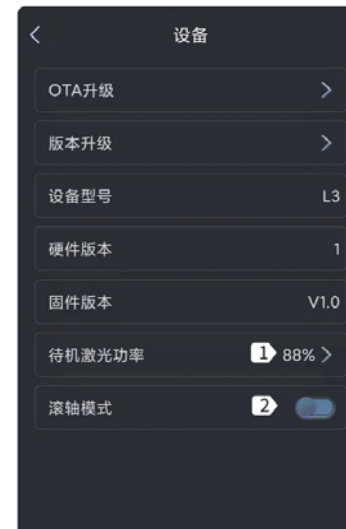 设备
OTA升级
版本升级
设备型号 L3
硬件版本 1
固件版本 V1.0
待机激光功率 1 88%
滚轴模式 2